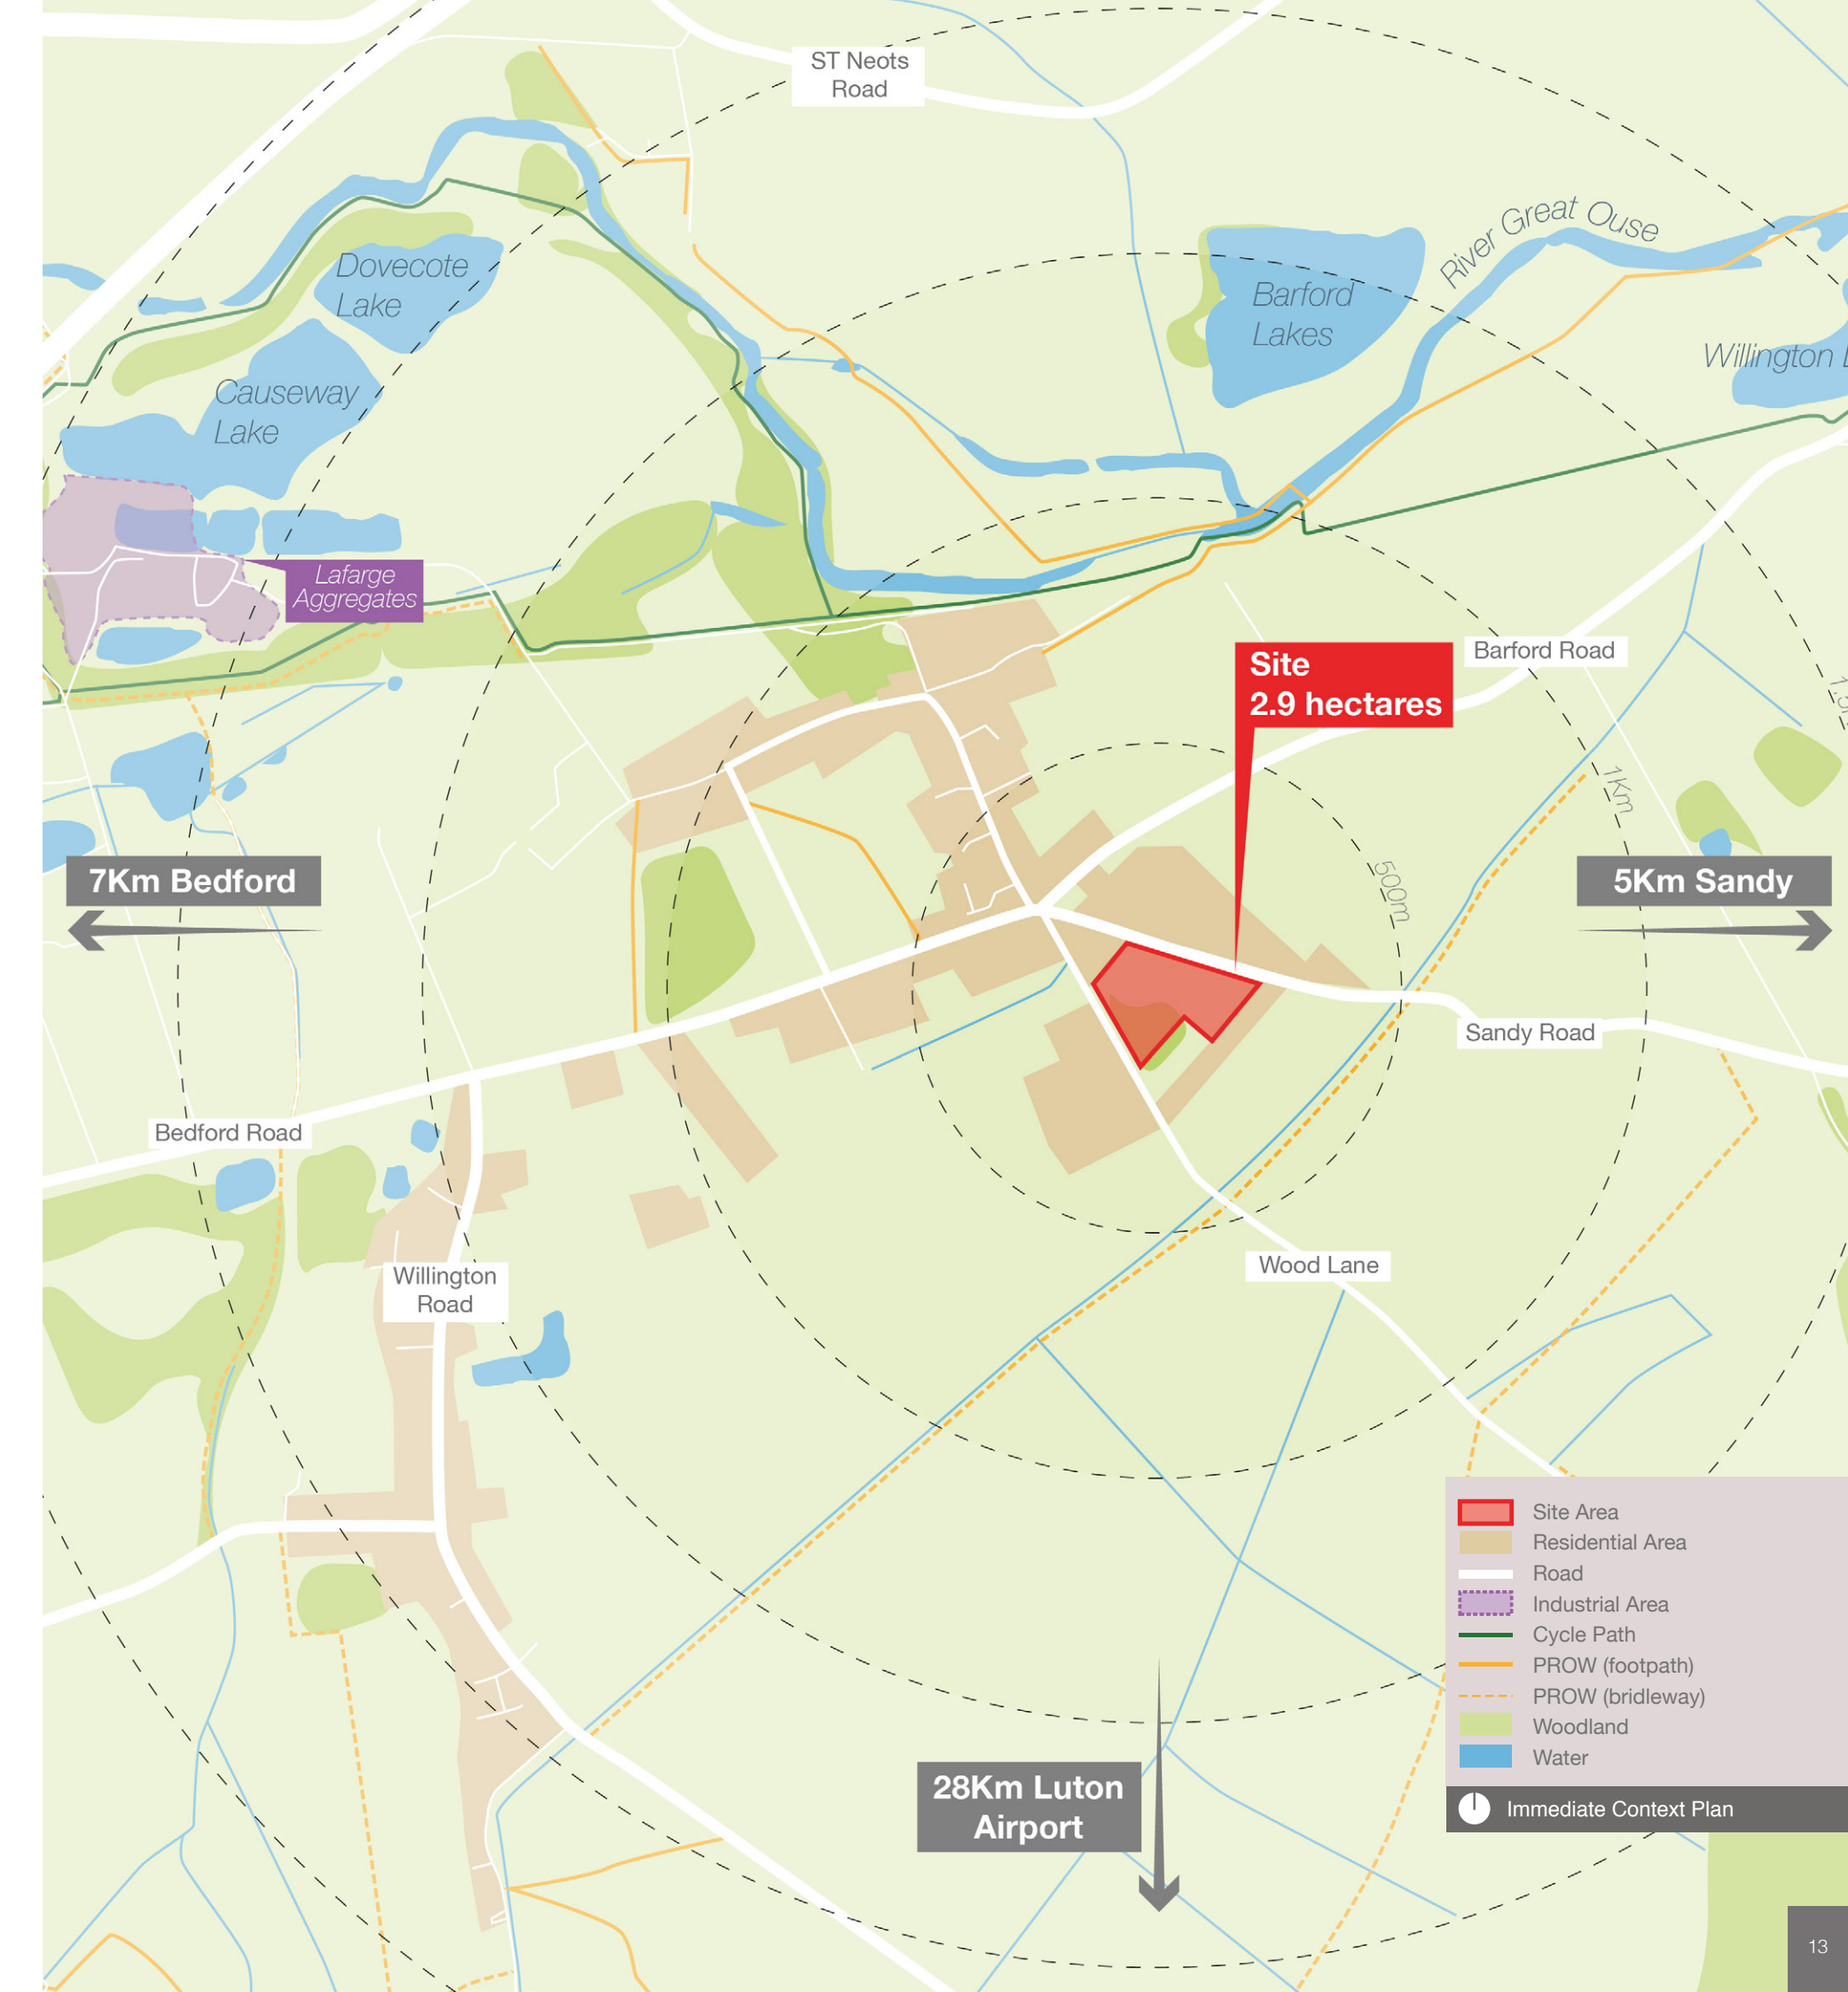 ST Neots
Road
River Great Ouse
Dovecote
Lake
Barford
Lakes
Willington
Causeway
Lake
Lafarge
Aggregates
Site
2.9 hectares
Barford Road
1Km
500m
7Km Bedford
5Km Sandy
Sandy Road
Bedford Road
Wood Lane
Willington
Road
Site Area
Residential Area
Road
Industrial Area
Cycle Path
PROW (footpath)
PROW (bridleway)
Woodland
Water
Immediate Context Plan
28Km Luton
Airport
13